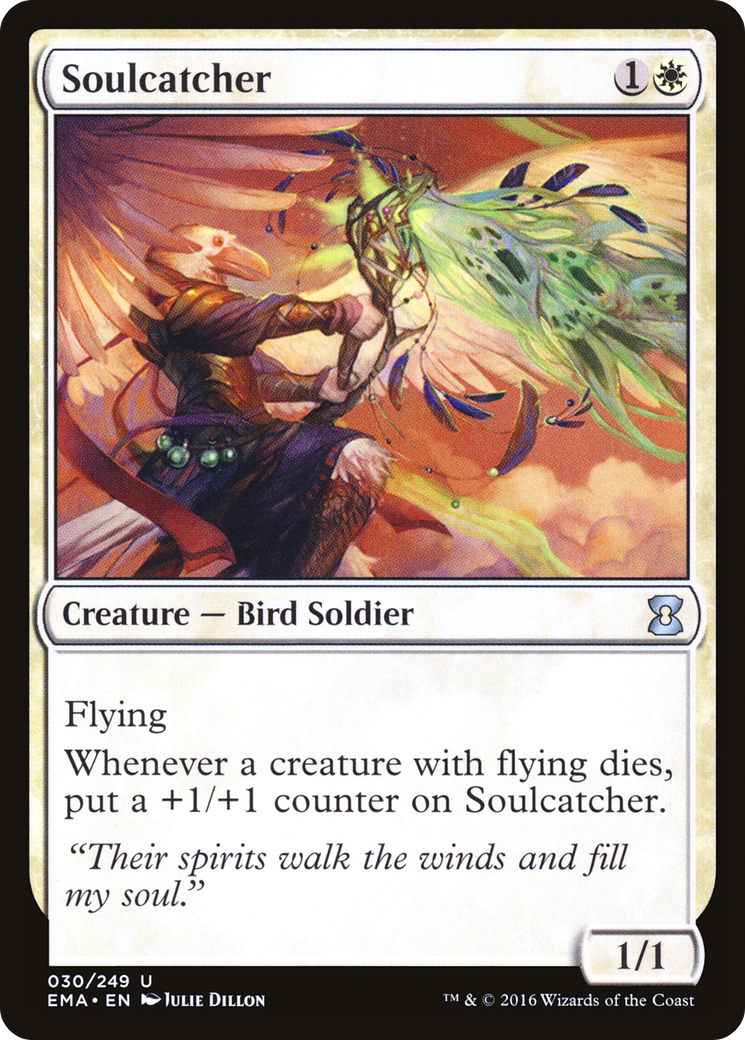 Soulcatcher 1
Creature — Bird Soldier
Flying
Whenever a creature with flying dies,
put a +1/+1 counter on Soulcatcher.
“Their spirits walk the winds and fill
my soul.”
1/1
030/249 U
EMA • EN Julie Dillon ™ & © 2016 Wizards of the Coast